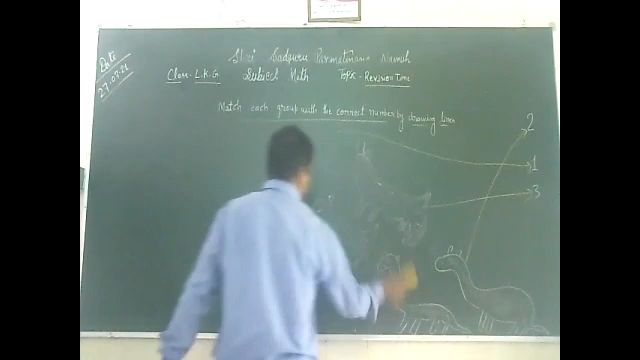 Date
27.07.21
Shri Sadguru Parmatmane Namah
Class - L.K.G Subject Math Topic - Revision Time
Match each group with the correct number by drawing lines
2
1
3